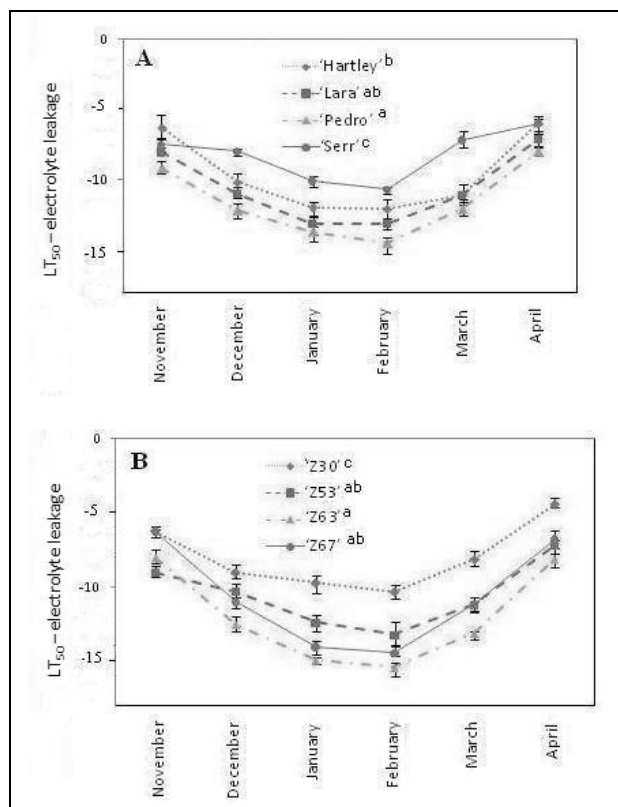 0
A
'Hartley' b
'Lara' ab
'Pedro' a
'Serr' c
-5
-10
-15
LT50 – electrolyte leakage
November
December
January
February
March
April
0
B
'Z30' c
'Z53' ab
'Z63' a
'Z67' ab
-5
-10
-15
LT50 – electrolyte leakage
November
December
January
February
March
April